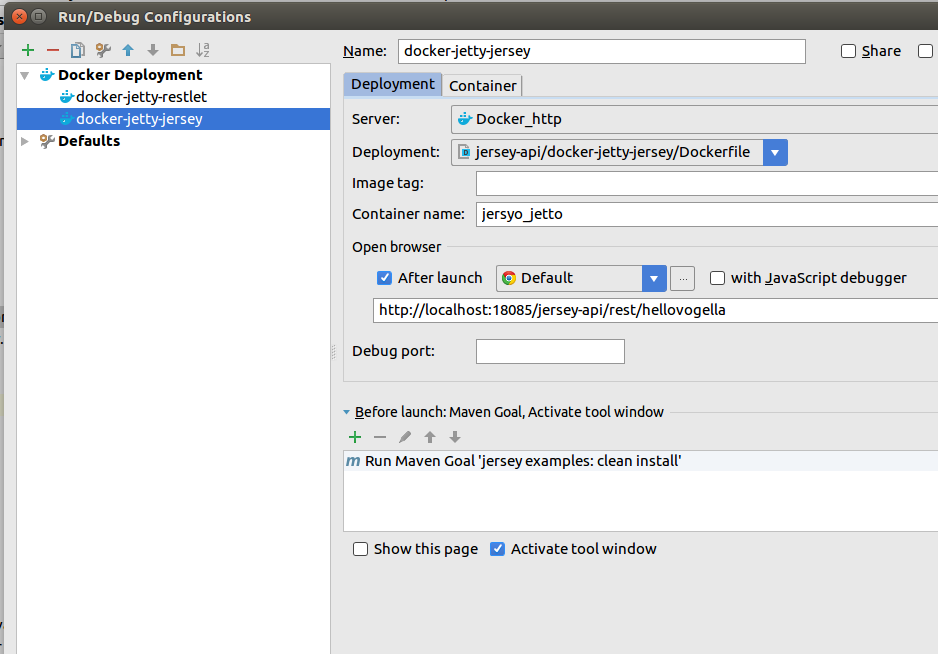 Run/Debug Configurations
Name: docker-jetty-jersey Share
Docker Deployment
docker-jetty-restlet
docker-jetty-jersey
Defaults
Deployment Container
Server: Docker_http
Deployment: jersey-api/docker-jetty-jersey/Dockerfile
Image tag:
Container name: jersyo_jetto
Open browser
After launch Default ... with JavaScript debugger
http://localhost:18085/jersey-api/rest/hellovogella
Debug port:
Before launch: Maven Goal, Activate tool window
Run Maven Goal 'jersey examples: clean install'
Show this page Activate tool window